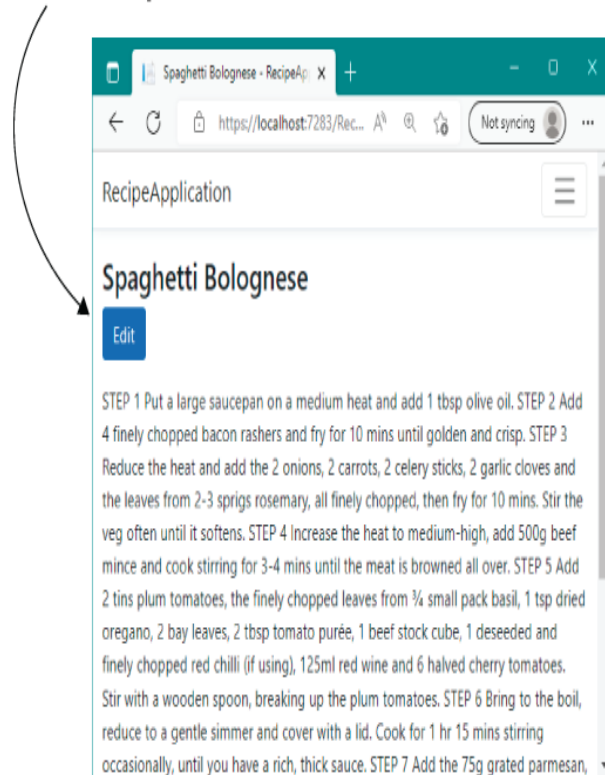 Spaghetti Bolognese - RecipeAp
https://localhost:7283/Rec...
Not syncing
RecipeApplication
Spaghetti Bolognese
Edit
STEP 1 Put a large saucepan on a medium heat and add 1 tbsp olive oil. STEP 2 Add
4 finely chopped bacon rashers and fry for 10 mins until golden and crisp. STEP 3
Reduce the heat and add the 2 onions, 2 carrots, 2 celery sticks, 2 garlic cloves and
the leaves from 2-3 sprigs rosemary, all finely chopped, then fry for 10 mins. Stir the
veg often until it softens. STEP 4 Increase the heat to medium-high, add 500g beef
mince and cook stirring for 3-4 mins until the meat is browned all over. STEP 5 Add
2 tins plum tomatoes, the finely chopped leaves from ¾ small pack basil, 1 tsp dried
oregano, 2 bay leaves, 2 tbsp tomato purée, 1 beef stock cube, 1 deseeded and
finely chopped red chilli (if using), 125ml red wine and 6 halved cherry tomatoes.
Stir with a wooden spoon, breaking up the plum tomatoes. STEP 6 Bring to the boil,
reduce to a gentle simmer and cover with a lid. Cook for 1 hr 15 mins stirring
occasionally, until you have a rich, thick sauce. STEP 7 Add the 75g grated parmesan,